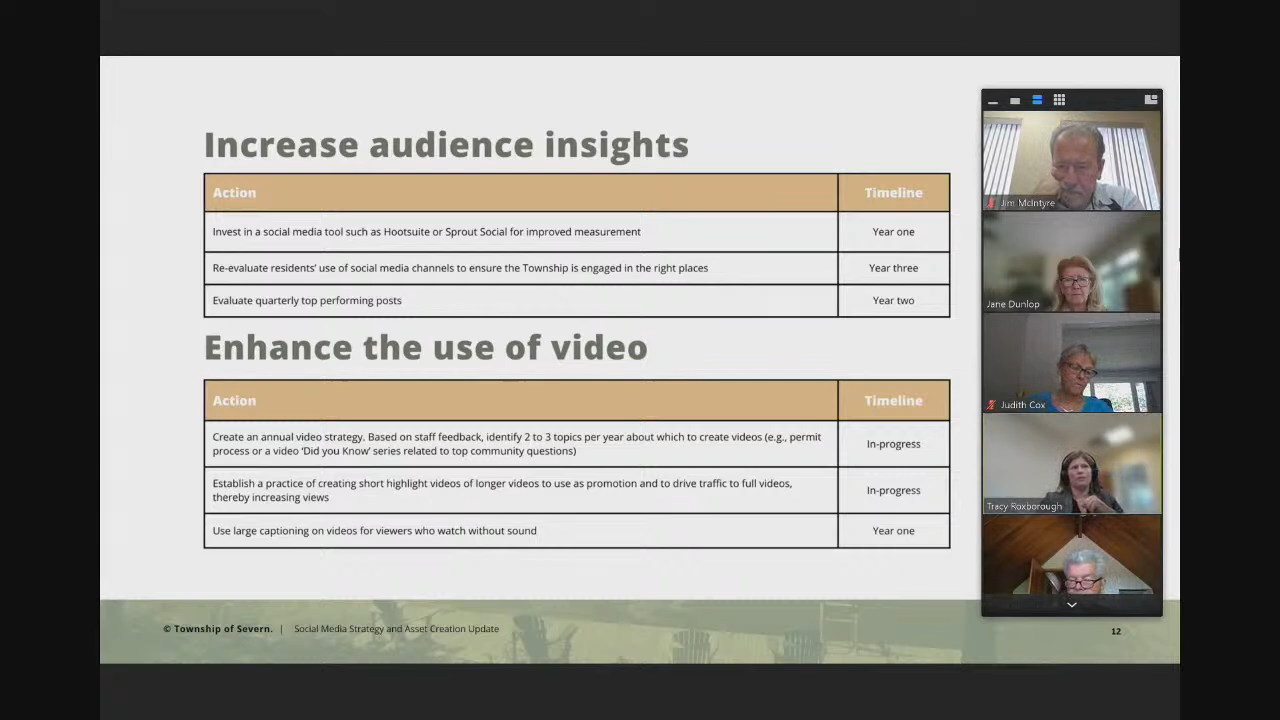 Increase audience insights
Action Timeline
Invest in a social media tool such as Hootsuite or Sprout Social for improved measurement Year one
Re-evaluate residents’ use of social media channels to ensure the Township is engaged in the right places Year three
Evaluate quarterly top performing posts Year two
Enhance the use of video
Action Timeline
Create an annual video strategy. Based on staff feedback, identify 2 to 3 topics per year about which to create videos (e.g., permit
process or a video ‘Did you Know’ series related to top community questions)
In-progress
Establish a practice of creating short highlight videos of longer videos to use as promotion and to drive traffic to full videos,
thereby increasing views
In-progress
Use large captioning on videos for viewers who watch without sound Year one
© Township of Severn. | Social Media Strategy and Asset Creation Update 12
Jim McIntyre
Jane Dunlop
Judith Cox
Tracy Roxborough